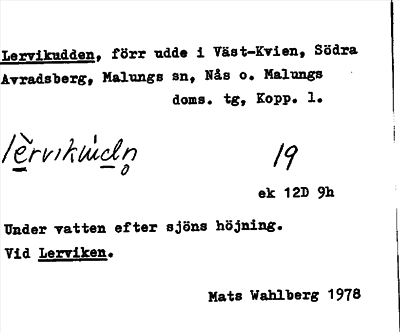 Lervikudden, förr udde i Väst-Kvien, Södra
Avradsberg, Malungs sn, Nås o. Malungs
doms. tg, Kopp. l.
19
ek 12D 9h
Under vatten efter sjöns höjning.
Vid Lerviken.
Mats Wahlberg 1978